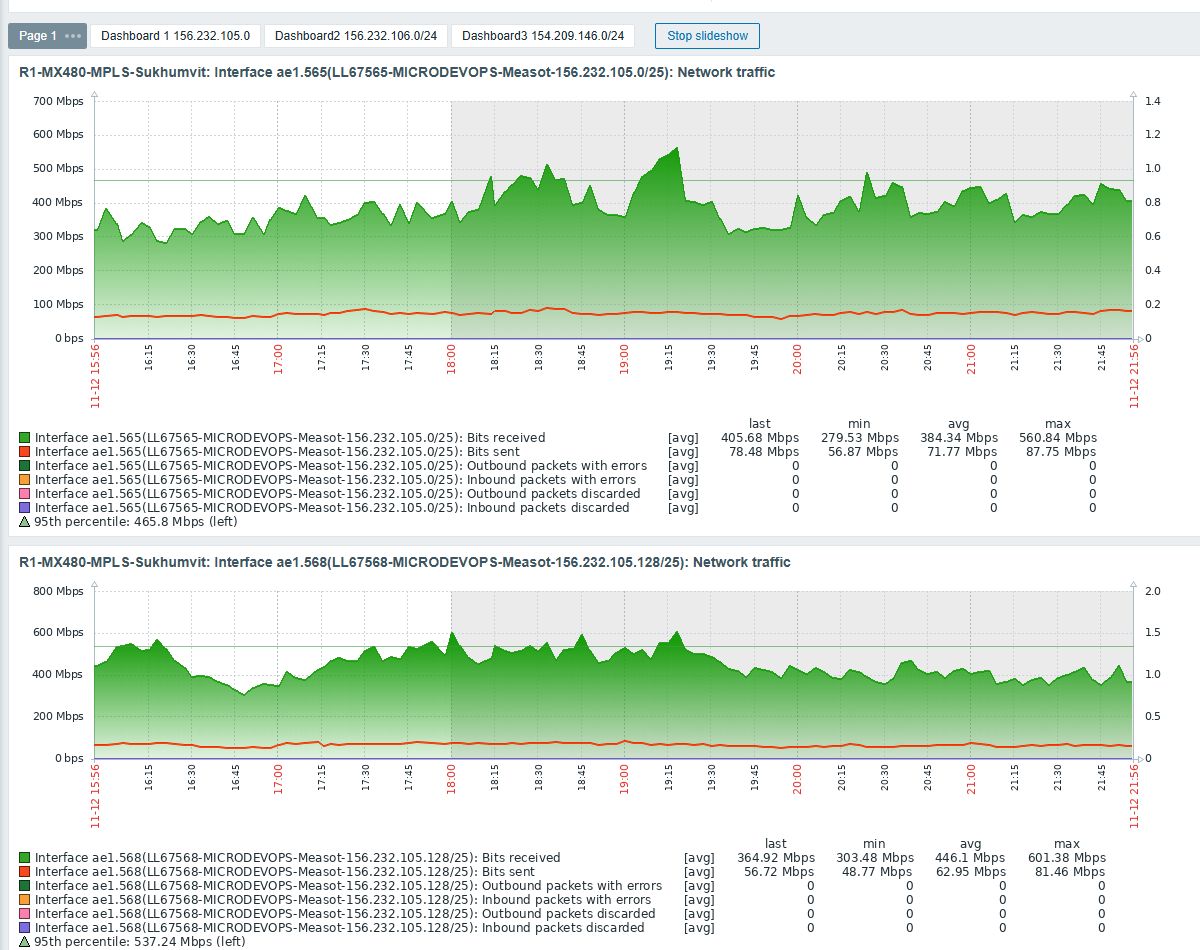 Page 1 ••• Dashboard 1 156.232.105.0 Dashboard2 156.232.106.0/24 Dashboard3 154.209.146.0/24 Stop slideshow
R1-MX480-MPLS-Sukhumvit: Interface ae1.565(LL67565-MICRODEVOPS-Measot-156.232.105.0/25): Network traffic
700 Mbps 1.4
600 Mbps 1.2
500 Mbps 1.0
400 Mbps 0.8
300 Mbps 0.6
200 Mbps 0.4
100 Mbps 0.2
0 bps 0
11-12 15:56 16:15 16:30 16:45 17:00 17:15 17:30 17:45 18:00 18:15 18:30 18:45 19:00 19:15 19:30 19:45 20:00 20:15 20:30 20:45 21:00 21:15 21:30 21:45 11-12 21:56
last min avg max
Interface ae1.565(LL67565-MICRODEVOPS-Measot-156.232.105.0/25): Bits received [avg] 405.68 Mbps 279.53 Mbps 384.34 Mbps 560.84 Mbps
Interface ae1.565(LL67565-MICRODEVOPS-Measot-156.232.105.0/25): Bits sent [avg] 78.48 Mbps 56.87 Mbps 71.77 Mbps 87.75 Mbps
Interface ae1.565(LL67565-MICRODEVOPS-Measot-156.232.105.0/25): Outbound packets with errors [avg] 0 0 0 0
Interface ae1.565(LL67565-MICRODEVOPS-Measot-156.232.105.0/25): Inbound packets with errors [avg] 0 0 0 0
Interface ae1.565(LL67565-MICRODEVOPS-Measot-156.232.105.0/25): Outbound packets discarded [avg] 0 0 0 0
Interface ae1.565(LL67565-MICRODEVOPS-Measot-156.232.105.0/25): Inbound packets discarded [avg] 0 0 0 0
95th percentile: 465.8 Mbps (left)
R1-MX480-MPLS-Sukhumvit: Interface ae1.568(LL67568-MICRODEVOPS-Measot-156.232.105.128/25): Network traffic
800 Mbps 2.0
600 Mbps 1.5
400 Mbps 1.0
200 Mbps 0.5
0 bps 0
11-12 15:56 16:15 16:30 16:45 17:00 17:15 17:30 17:45 18:00 18:15 18:30 18:45 19:00 19:15 19:30 19:45 20:00 20:15 20:30 20:45 21:00 21:15 21:30 21:45 11-12 21:56
last min avg max
Interface ae1.568(LL67568-MICRODEVOPS-Measot-156.232.105.128/25): Bits received [avg] 364.92 Mbps 303.48 Mbps 446.1 Mbps 601.38 Mbps
Interface ae1.568(LL67568-MICRODEVOPS-Measot-156.232.105.128/25): Bits sent [avg] 56.72 Mbps 48.77 Mbps 62.95 Mbps 81.46 Mbps
Interface ae1.568(LL67568-MICRODEVOPS-Measot-156.232.105.128/25): Outbound packets with errors [avg] 0 0 0 0
Interface ae1.568(LL67568-MICRODEVOPS-Measot-156.232.105.128/25): Inbound packets with errors [avg] 0 0 0 0
Interface ae1.568(LL67568-MICRODEVOPS-Measot-156.232.105.128/25): Outbound packets discarded [avg] 0 0 0 0
Interface ae1.568(LL67568-MICRODEVOPS-Measot-156.232.105.128/25): Inbound packets discarded [avg] 0 0 0 0
95th percentile: 537.24 Mbps (left)